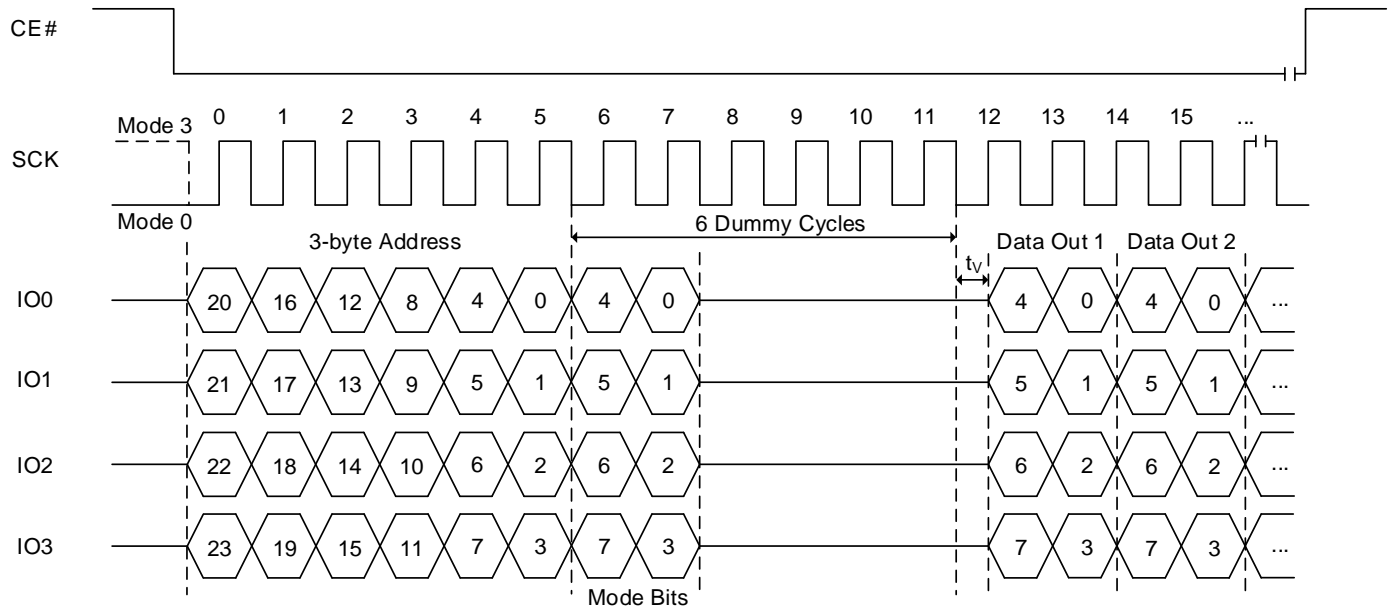 CE#
0 1 2 3 4 5 6 7 8 9 10 11 12 13 14 15 ...
Mode 3
SCK
Mode 0
6 Dummy Cycles
3-byte Address
Data Out 1 Data Out 2
tV
IO0 20 16 12 8 4 0 4 0 4 0 4 0 ...
IO1 21 17 13 9 5 1 5 1 5 1 5 1 ...
IO2 22 18 14 10 6 2 6 2 6 2 6 2 ...
IO3 23 19 15 11 7 3 7 3 7 3 7 3 ...
Mode Bits